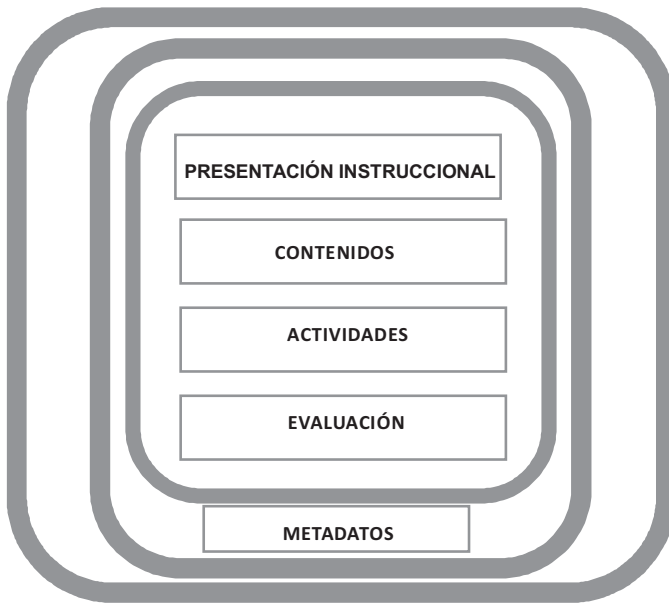 PRESENTACIÓN INSTRUCCIONAL
CONTENIDOS
ACTIVIDADES
EVALUACIÓN
METADATOS